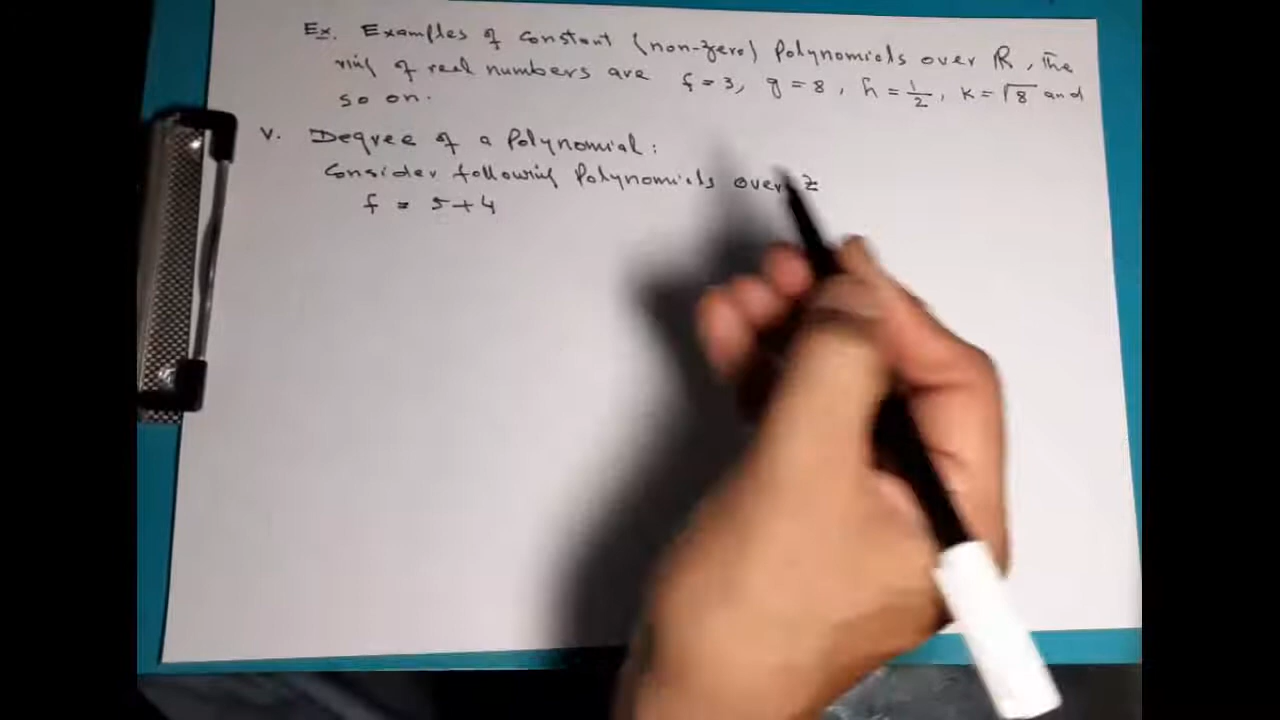 Ex. Examples of constant (non-zero) Polynomials over R, the
ring of real numbers are f = 3, g = 8, h = 1/2, k = √8 and
so on.
V. Degree of a Polynomial:
Consider following Polynomials over Z
f = 5+4